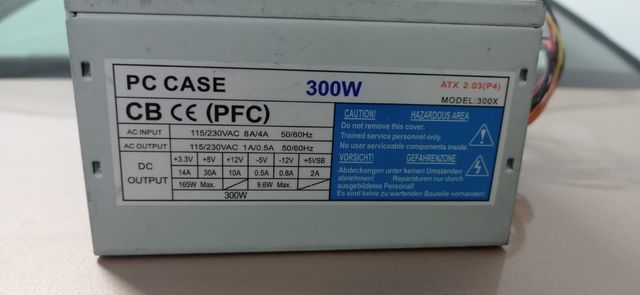 PC CASE 300W ATX 2.03(P4)
MODEL:300X
CB CE (PFC)
AC INPUT 115/230VAC 8A/4A 50/60Hz
AC OUTPUT 115/230VAC 1A/0.5A 50/60Hz
DC OUTPUT +3.3V +5V +12V -5V -12V +5VSB
14A 30A 10A 0.5A 0.8A 2A
165W Max. 9.6W Max.
300W
CAUTION! HAZARDOUS AREA
Do not remove this cover.
Trained service personnel only.
No user serviceable components inside.
VORSICHT! GEFAHRENZONE
Abdeckungen unter keinen Umständen
abnehmen! Reparaturen nur durch
ausgebildetes Personal!
Es sind keine zu wartenden Bauteile vorhanden!